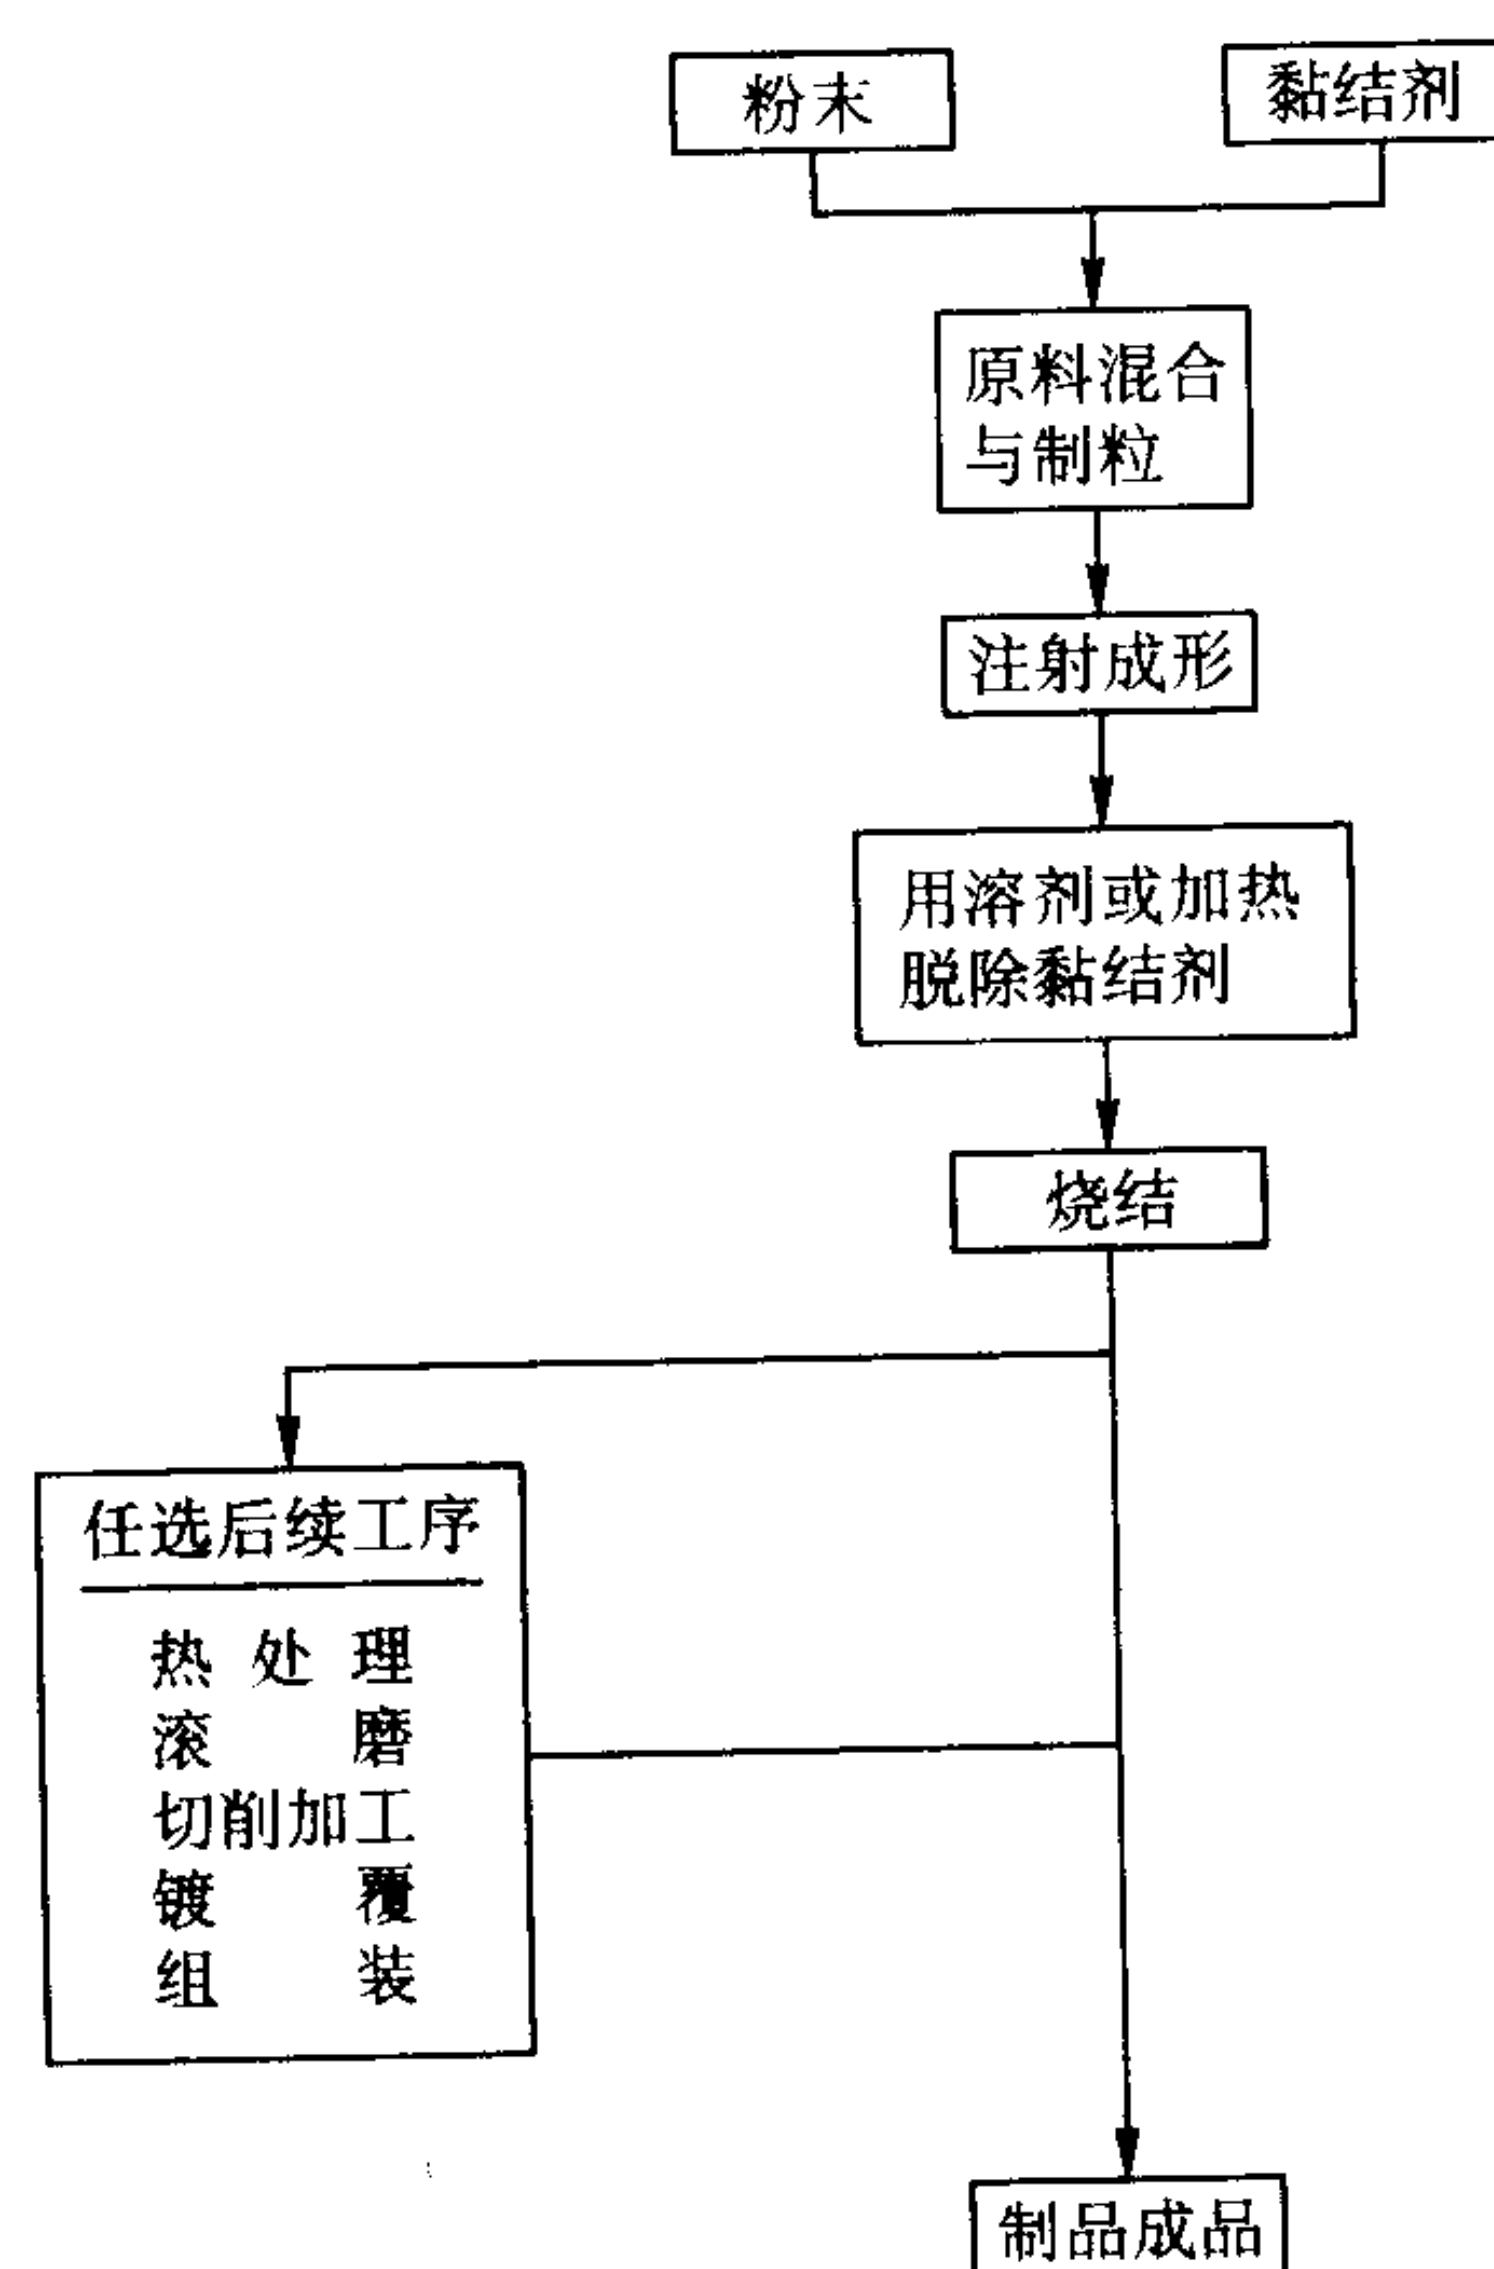 粉末
黏结剂
原料混合
与制粒
注射成形
用溶剂或加热
脱除黏结剂
烧结
任选后续工序
热处理
滚磨
切削加工
镀覆
组装
制品成品